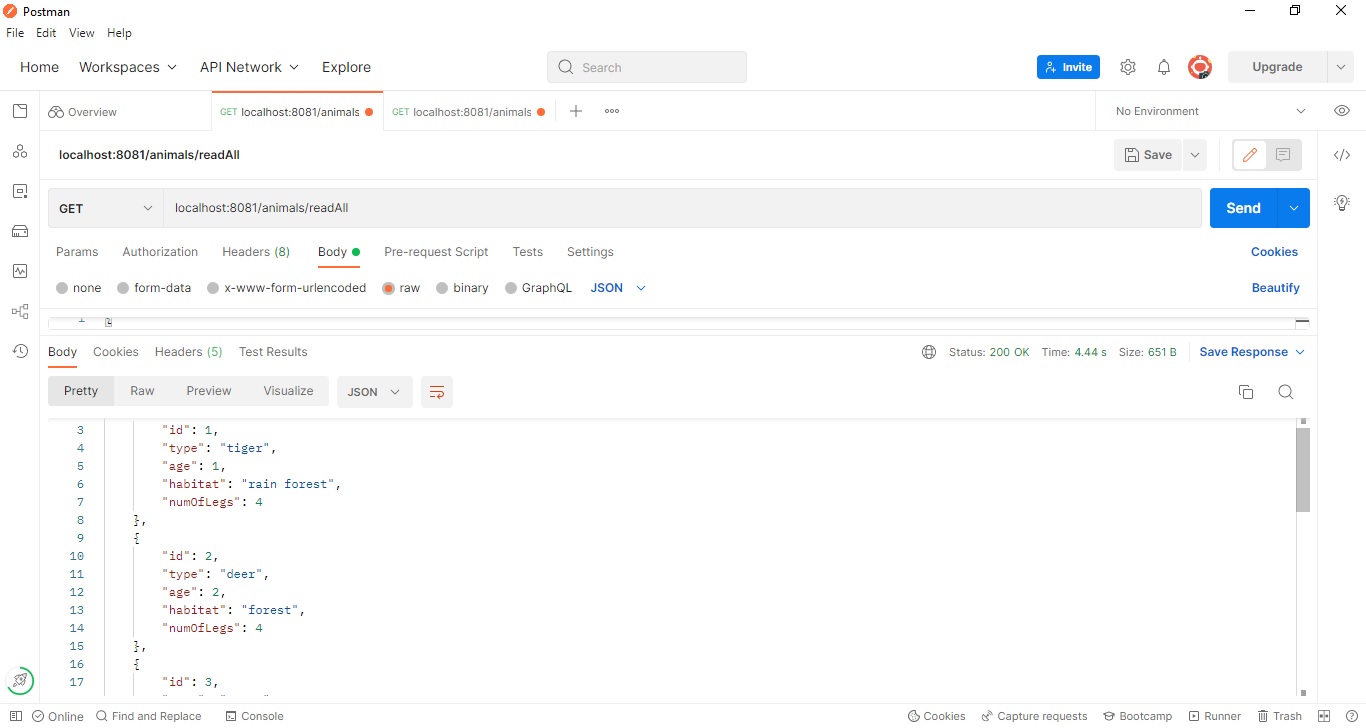 Postman
File Edit View Help
Home Workspaces API Network Explore Search Invite Upgrade
Overview GET localhost:8081/animals GET localhost:8081/animals No Environment
localhost:8081/animals/readAll Save
GET localhost:8081/animals/readAll Send
Params Authorization Headers (8) Body Pre-request Script Tests Settings Cookies
none form-data x-www-form-urlencoded raw binary GraphQL JSON Beautify
Body Cookies Headers (5) Test Results Status: 200 OK Time: 4.44 s Size: 651 B Save Response
Pretty Raw Preview Visualize JSON
3 "id": 1,
4 "type": "tiger",
5 "age": 1,
6 "habitat": "rain forest",
7 "numOfLegs": 4
8 },
9 {
10 "id": 2,
11 "type": "deer",
12 "age": 2,
13 "habitat": "forest",
14 "numOfLegs": 4
15 },
16 {
17 "id": 3,
Online Find and Replace Console Cookies Capture requests Bootcamp Runner Trash